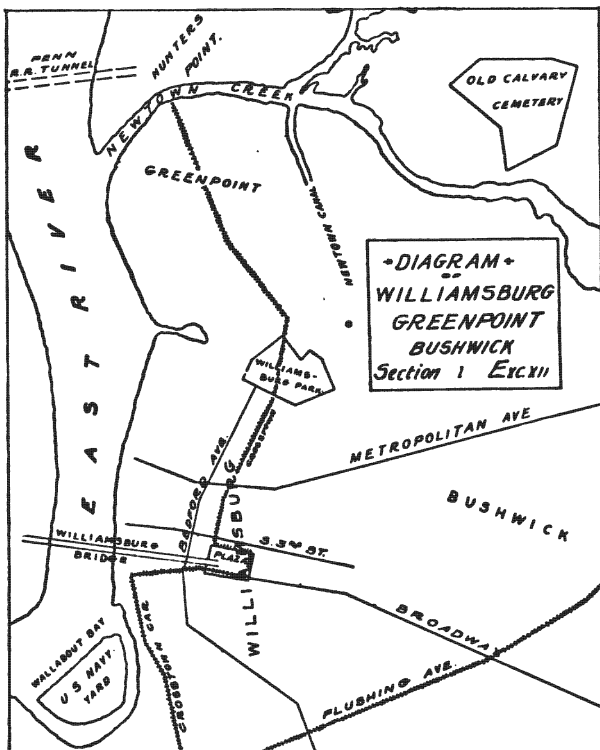 PENN
R.R. TUNNEL
HUNTERS
POINT.
NEWTOWN CREEK
OLD CALVARY
CEMETERY
GREENPOINT
NEWTOWN CANAL
EAST RIVER
DIAGRAM
WILLIAMSBURG
GREENPOINT
BUSHWICK
Section 1 EXCXII
WILLIAMS-
BURG PARK.
BEDFORD AVE.
METROPOLITAN AVE
BUSHWICK
WILLIAMSBURG
S. 3RD ST.
PLAZA
WILLIAMSBURG
BRIDGE
BROADWAY
CROSSTOWN CAR
FLUSHING AVE.
WALLABOUT BAY
U S NAVY
YARD